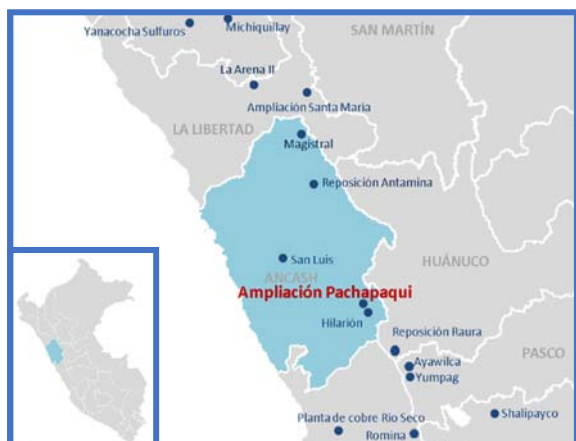 SAN MARTÍN
Yanacocha Sulfuros
Michiquillay
La Arena II
Ampliación Santa Maria
LA LIBERTAD
Magistral
Reposición Antamina
San Luis
HUÁNUCO
ANCASH
Ampliación Pachapaqui
Hilarión
Reposición Raura
Ayawilca
PASCO
Yumpag
Shalipayco
Planta de cobre Rio Seco
Romina